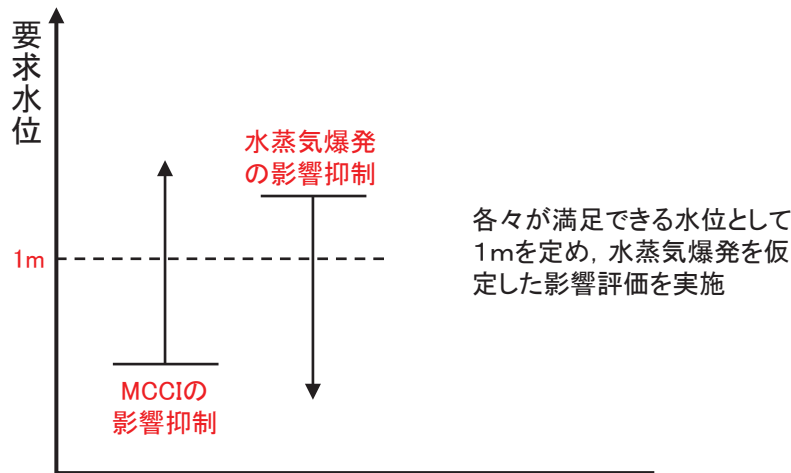 要求水位
水蒸気爆発
の影響抑制
1m
MCCIの
影響抑制
各々が満足できる水位として
1mを定め，水蒸気爆発を仮
定した影響評価を実施